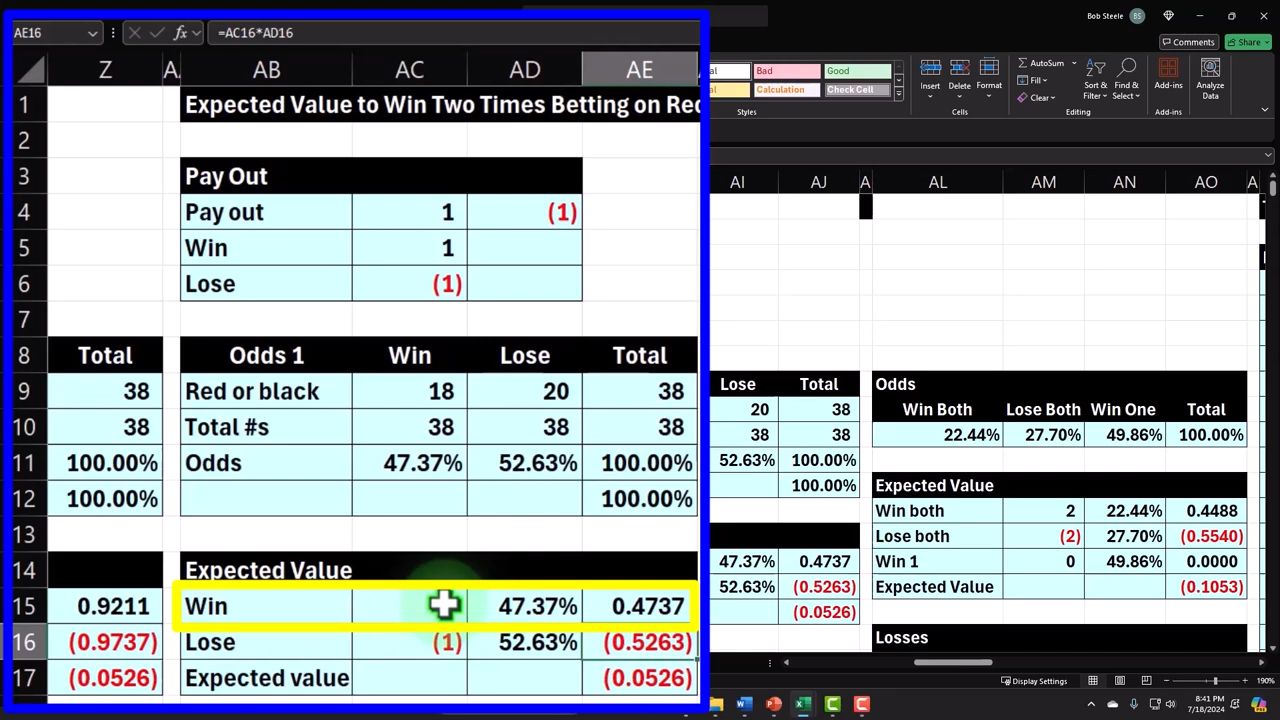 Bob Steele BS
Comments Share
AE16 fx =AC16*AD16
Bad Good
Calculation Check Cell
Styles
Insert Delete Format
Cells
AutoSum
Fill
Clear
Sort & Filter
Find & Select
Editing
Add-ins
Add-ins
Analyze Data
Z AB AC AD AE
1 Expected Value to Win Two Times Betting on Red
2
3 Pay Out
4 Pay out 1 (1)
5 Win 1
6 Lose (1)
7
8 Total Odds 1 Win Lose Total
9 38 Red or black 18 20 38
10 38 Total #s 38 38 38
11 100.00% Odds 47.37% 52.63% 100.00%
12 100.00% 100.00%
13
14 Expected Value
15 0.9211 Win 47.37% 0.4737
16 (0.9737) Lose (1) 52.63% (0.5263)
17 (0.0526) Expected value (0.0526)
AI AJ A AL AM AN AO A
Lose Total
20 38
38 38
52.63% 100.00%
100.00%
47.37% 0.4737
52.63% (0.5263)
(0.0526)
Odds
Win Both Lose Both Win One Total
22.44% 27.70% 49.86% 100.00%
Expected Value
Win both 2 22.44% 0.4488
Lose both (2) 27.70% (0.5540)
Win 1 0 49.86% 0.0000
Expected Value (0.1053)
Losses
Display Settings 190%
8:41 PM
7/18/2024